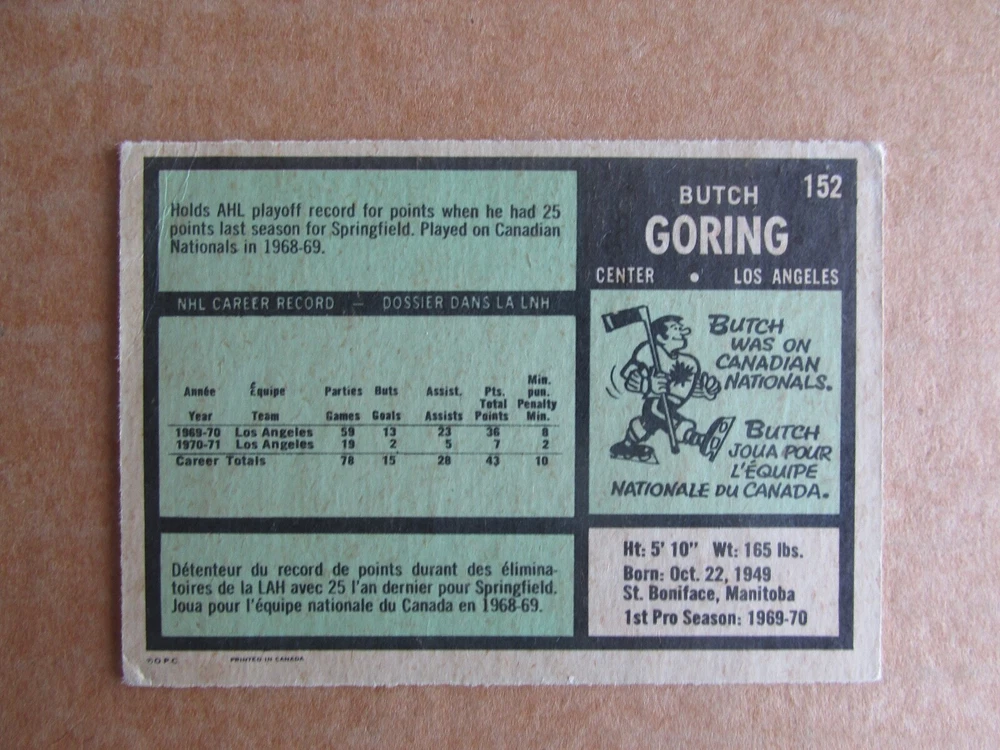 Holds AHL playoff record for points when he had 25
points last season for Springfield. Played on Canadian
Nationals in 1968-69.
BUTCH 152
GORING
CENTER • LOS ANGELES
NHL CAREER RECORD — DOSSIER DANS LA LNH
Année Équipe Parties Buts Assist. Pts. Min. pun.
Year Team Games Goals Assists Total Points Penalty Min.
1969-70 Los Angeles 59 13 23 36 8
1970-71 Los Angeles 19 2 5 7 2
Career Totals 78 15 28 43 10
BUTCH
WAS ON
CANADIAN
NATIONALS.
BUTCH
JOUA POUR
L'ÉQUIPE
NATIONALE DU CANADA.
Détenteur du record de points durant des élimina-
toires de la LAH avec 25 l'an dernier pour Springfield.
Joua pour l'équipe nationale du Canada en 1968-69.
Ht: 5' 10" Wt: 165 lbs.
Born: Oct. 22, 1949
St. Boniface, Manitoba
1st Pro Season: 1969-70
©O.P.C. PRINTED IN CANADA